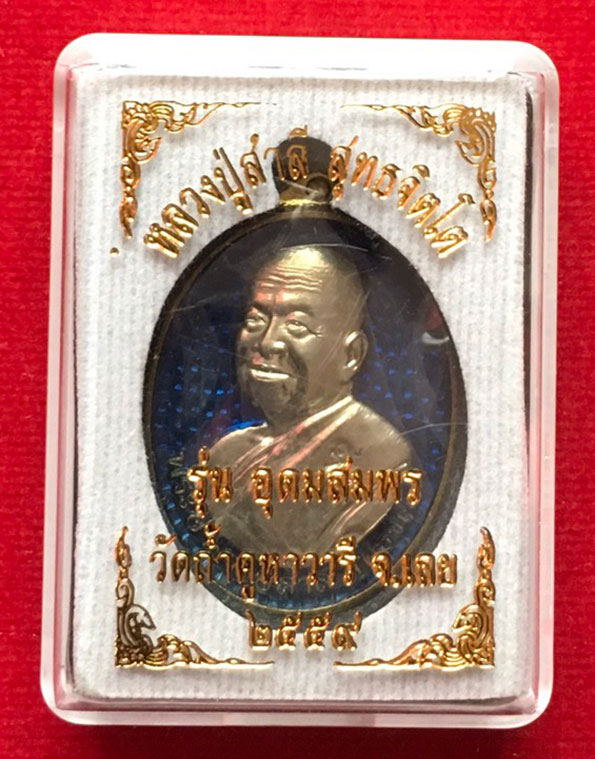 หลวงปู่สำลี สุทธจิตโต
รุ่น อุดมสมพร
วัดถ้ำคูหาวารี จ.เลย
๒๕๕๙